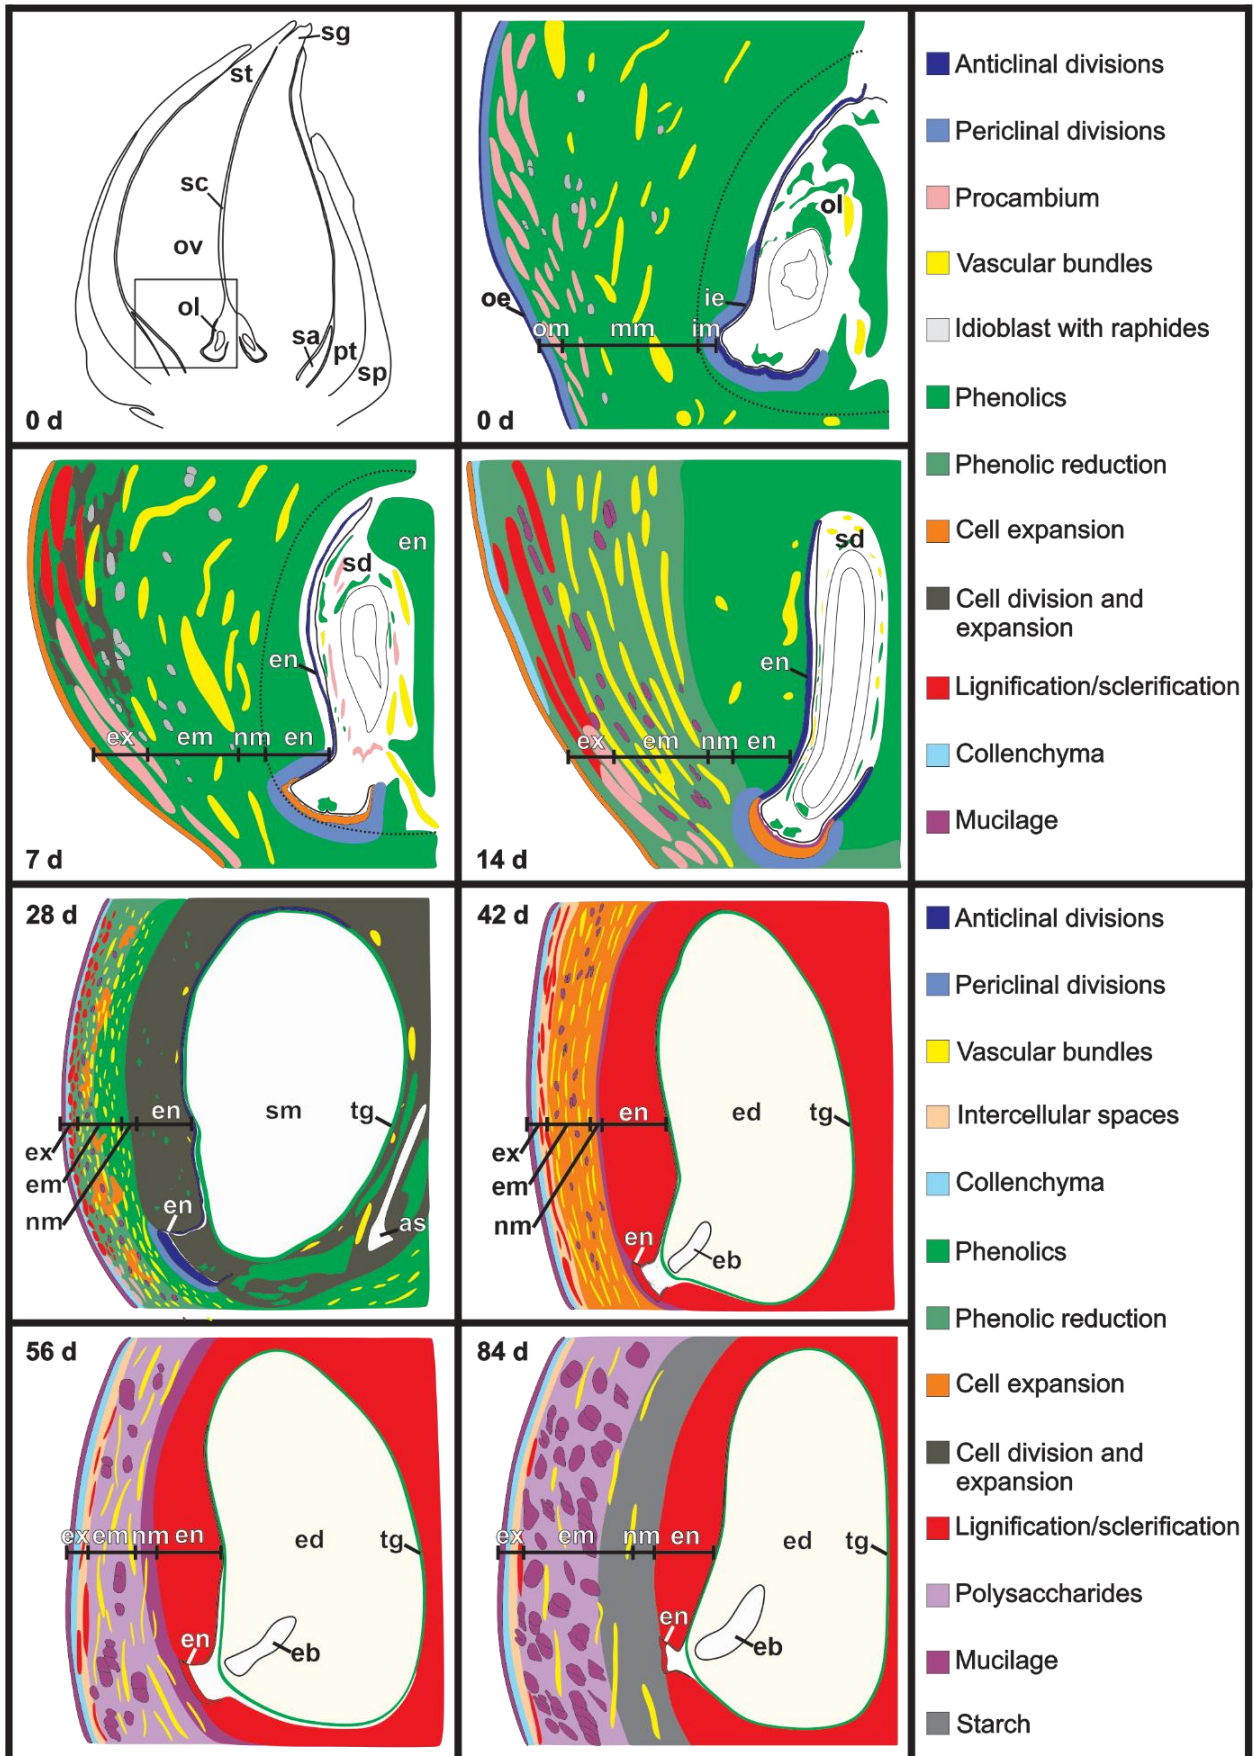 sg
st
sc
ov
ol
sa
pt
sp
0 d
ol
oe
ie
om mm im
0 d
Anticlinal divisions
Periclinal divisions
Procambium
Vascular bundles
Idioblast with raphides
Phenolics
Phenolic reduction
Cell expansion
Cell division and
expansion
Lignification/sclerification
Collenchyma
Mucilage
en
sd
en
ex em nm en
7 d
sd
en
ex em nm en
14 d
28 d
en sm tg
ex
em
nm
en
as
42 d
en ed tg
ex
em
nm
en
eb
Anticlinal divisions
Periclinal divisions
Vascular bundles
Intercellular spaces
Collenchyma
Phenolics
Phenolic reduction
Cell expansion
Cell division and
expansion
Lignification/sclerification
Polysaccharides
Mucilage
Starch
56 d
ex em nm en ed tg
en
eb
84 d
ex em nm en ed tg
en
eb